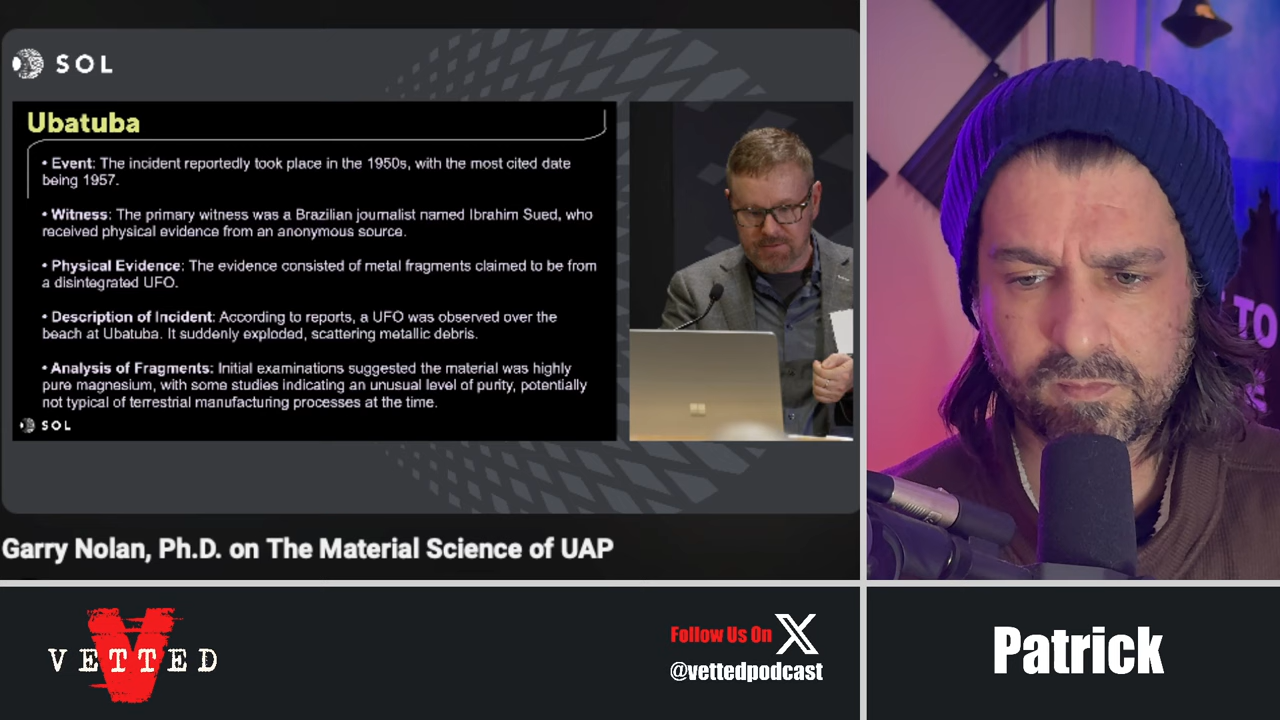 SOL
Ubatuba
• Event: The incident reportedly took place in the 1950s, with the most cited date
being 1957.
• Witness: The primary witness was a Brazilian journalist named Ibrahim Sued, who
received physical evidence from an anonymous source.
• Physical Evidence: The evidence consisted of metal fragments claimed to be from
a disintegrated UFO.
• Description of Incident: According to reports, a UFO was observed over the
beach at Ubatuba. It suddenly exploded, scattering metallic debris.
• Analysis of Fragments: Initial examinations suggested the material was highly
pure magnesium, with some studies indicating an unusual level of purity, potentially
not typical of terrestrial manufacturing processes at the time.
SOL
Garry Nolan, Ph.D. on The Material Science of UAP
VETTED
Follow Us On X
@vettedpodcast
Patrick
TO